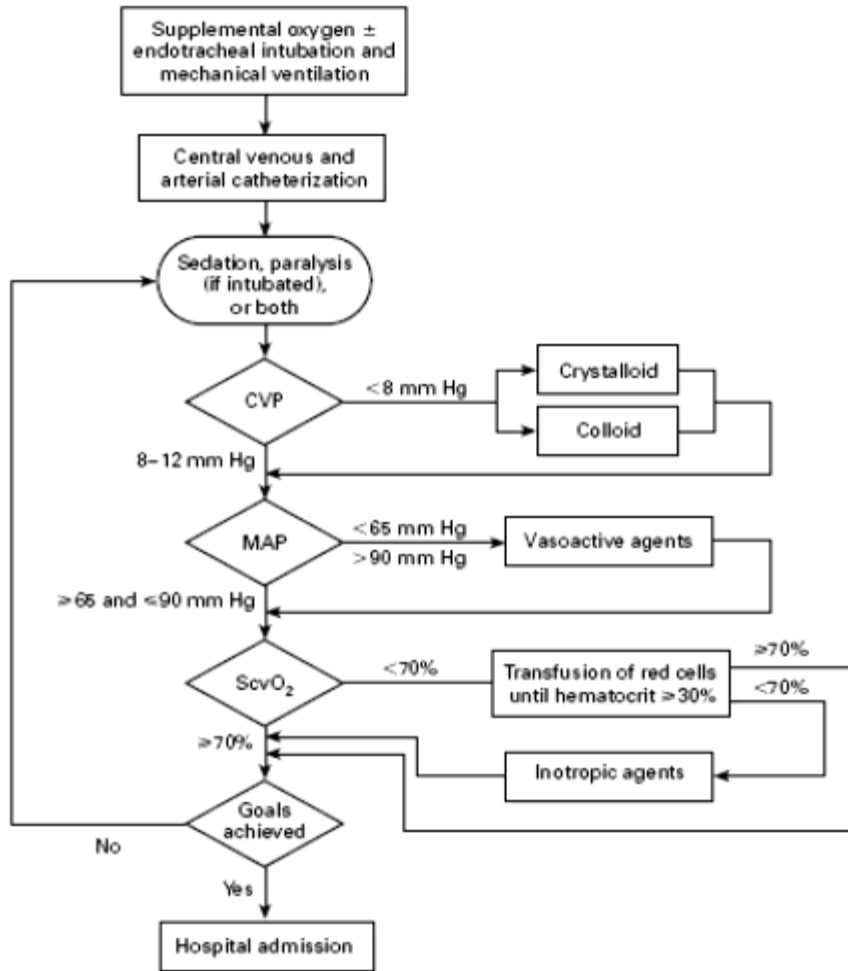 Supplemental oxygen ±
endotracheal intubation and
mechanical ventilation
Central venous and
arterial catheterization
Sedation, paralysis
(if intubated),
or both
CVP
<8 mm Hg
Crystalloid
Colloid
8–12 mm Hg
MAP
<65 mm Hg
>90 mm Hg
Vasoactive agents
≥65 and ≤90 mm Hg
ScvO₂
<70%
Transfusion of red cells
until hematocrit ≥30%
≥70%
<70%
≥70%
Inotropic agents
Goals
achieved
No
Yes
Hospital admission